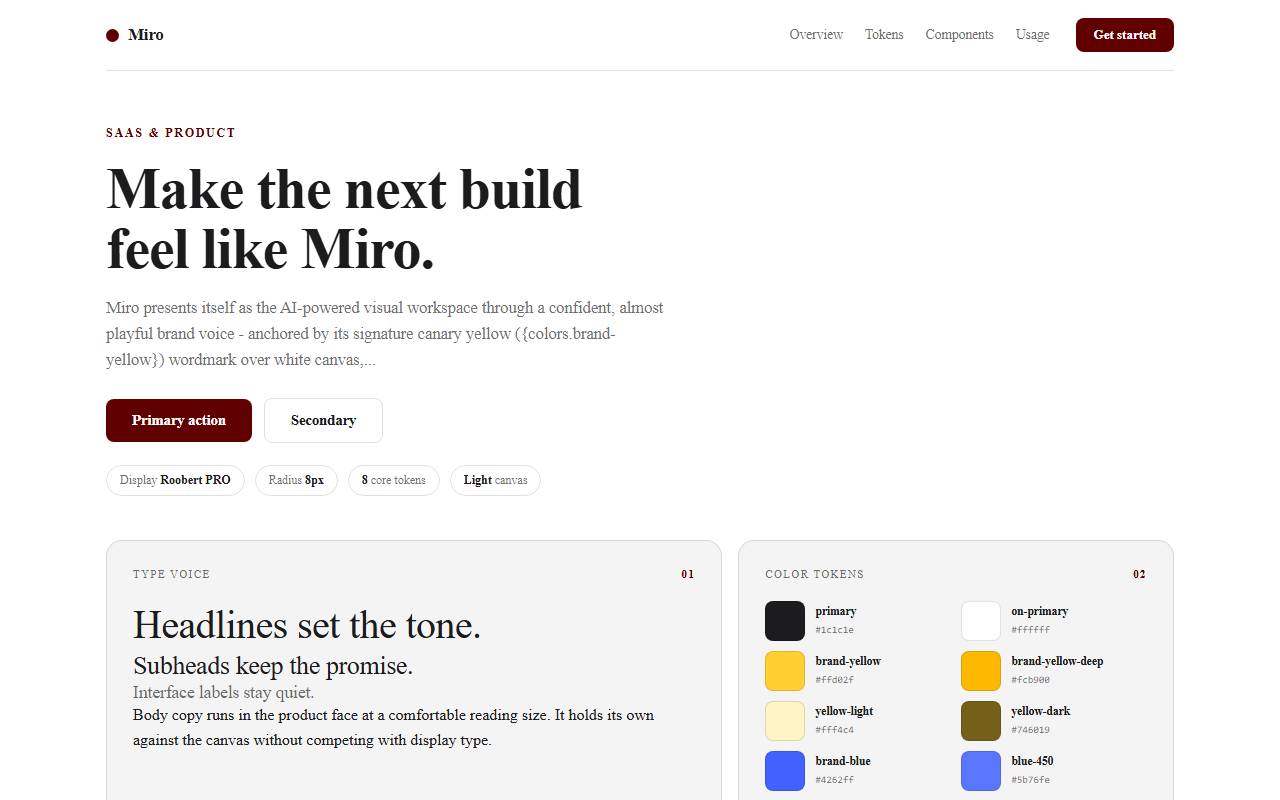 Miro
Overview Tokens Components Usage Get started
SAAS & PRODUCT
Make the next build
feel like Miro.
Miro presents itself as the AI-powered visual workspace through a confident, almost
playful brand voice - anchored by its signature canary yellow ({colors.brand-
yellow}) wordmark over white canvas,...
Primary action Secondary
Display Roobert PRO Radius 8px 8 core tokens Light canvas
TYPE VOICE 01
Headlines set the tone.
Subheads keep the promise.
Interface labels stay quiet.
Body copy runs in the product face at a comfortable reading size. It holds its own
against the canvas without competing with display type.
COLOR TOKENS 02
primary
#1c1c1e
on-primary
#ffffff
brand-yellow
#ffd02f
brand-yellow-deep
#fcb900
yellow-light
#fff4c4
yellow-dark
#746019
brand-blue
#4262ff
blue-450
#5b76fe